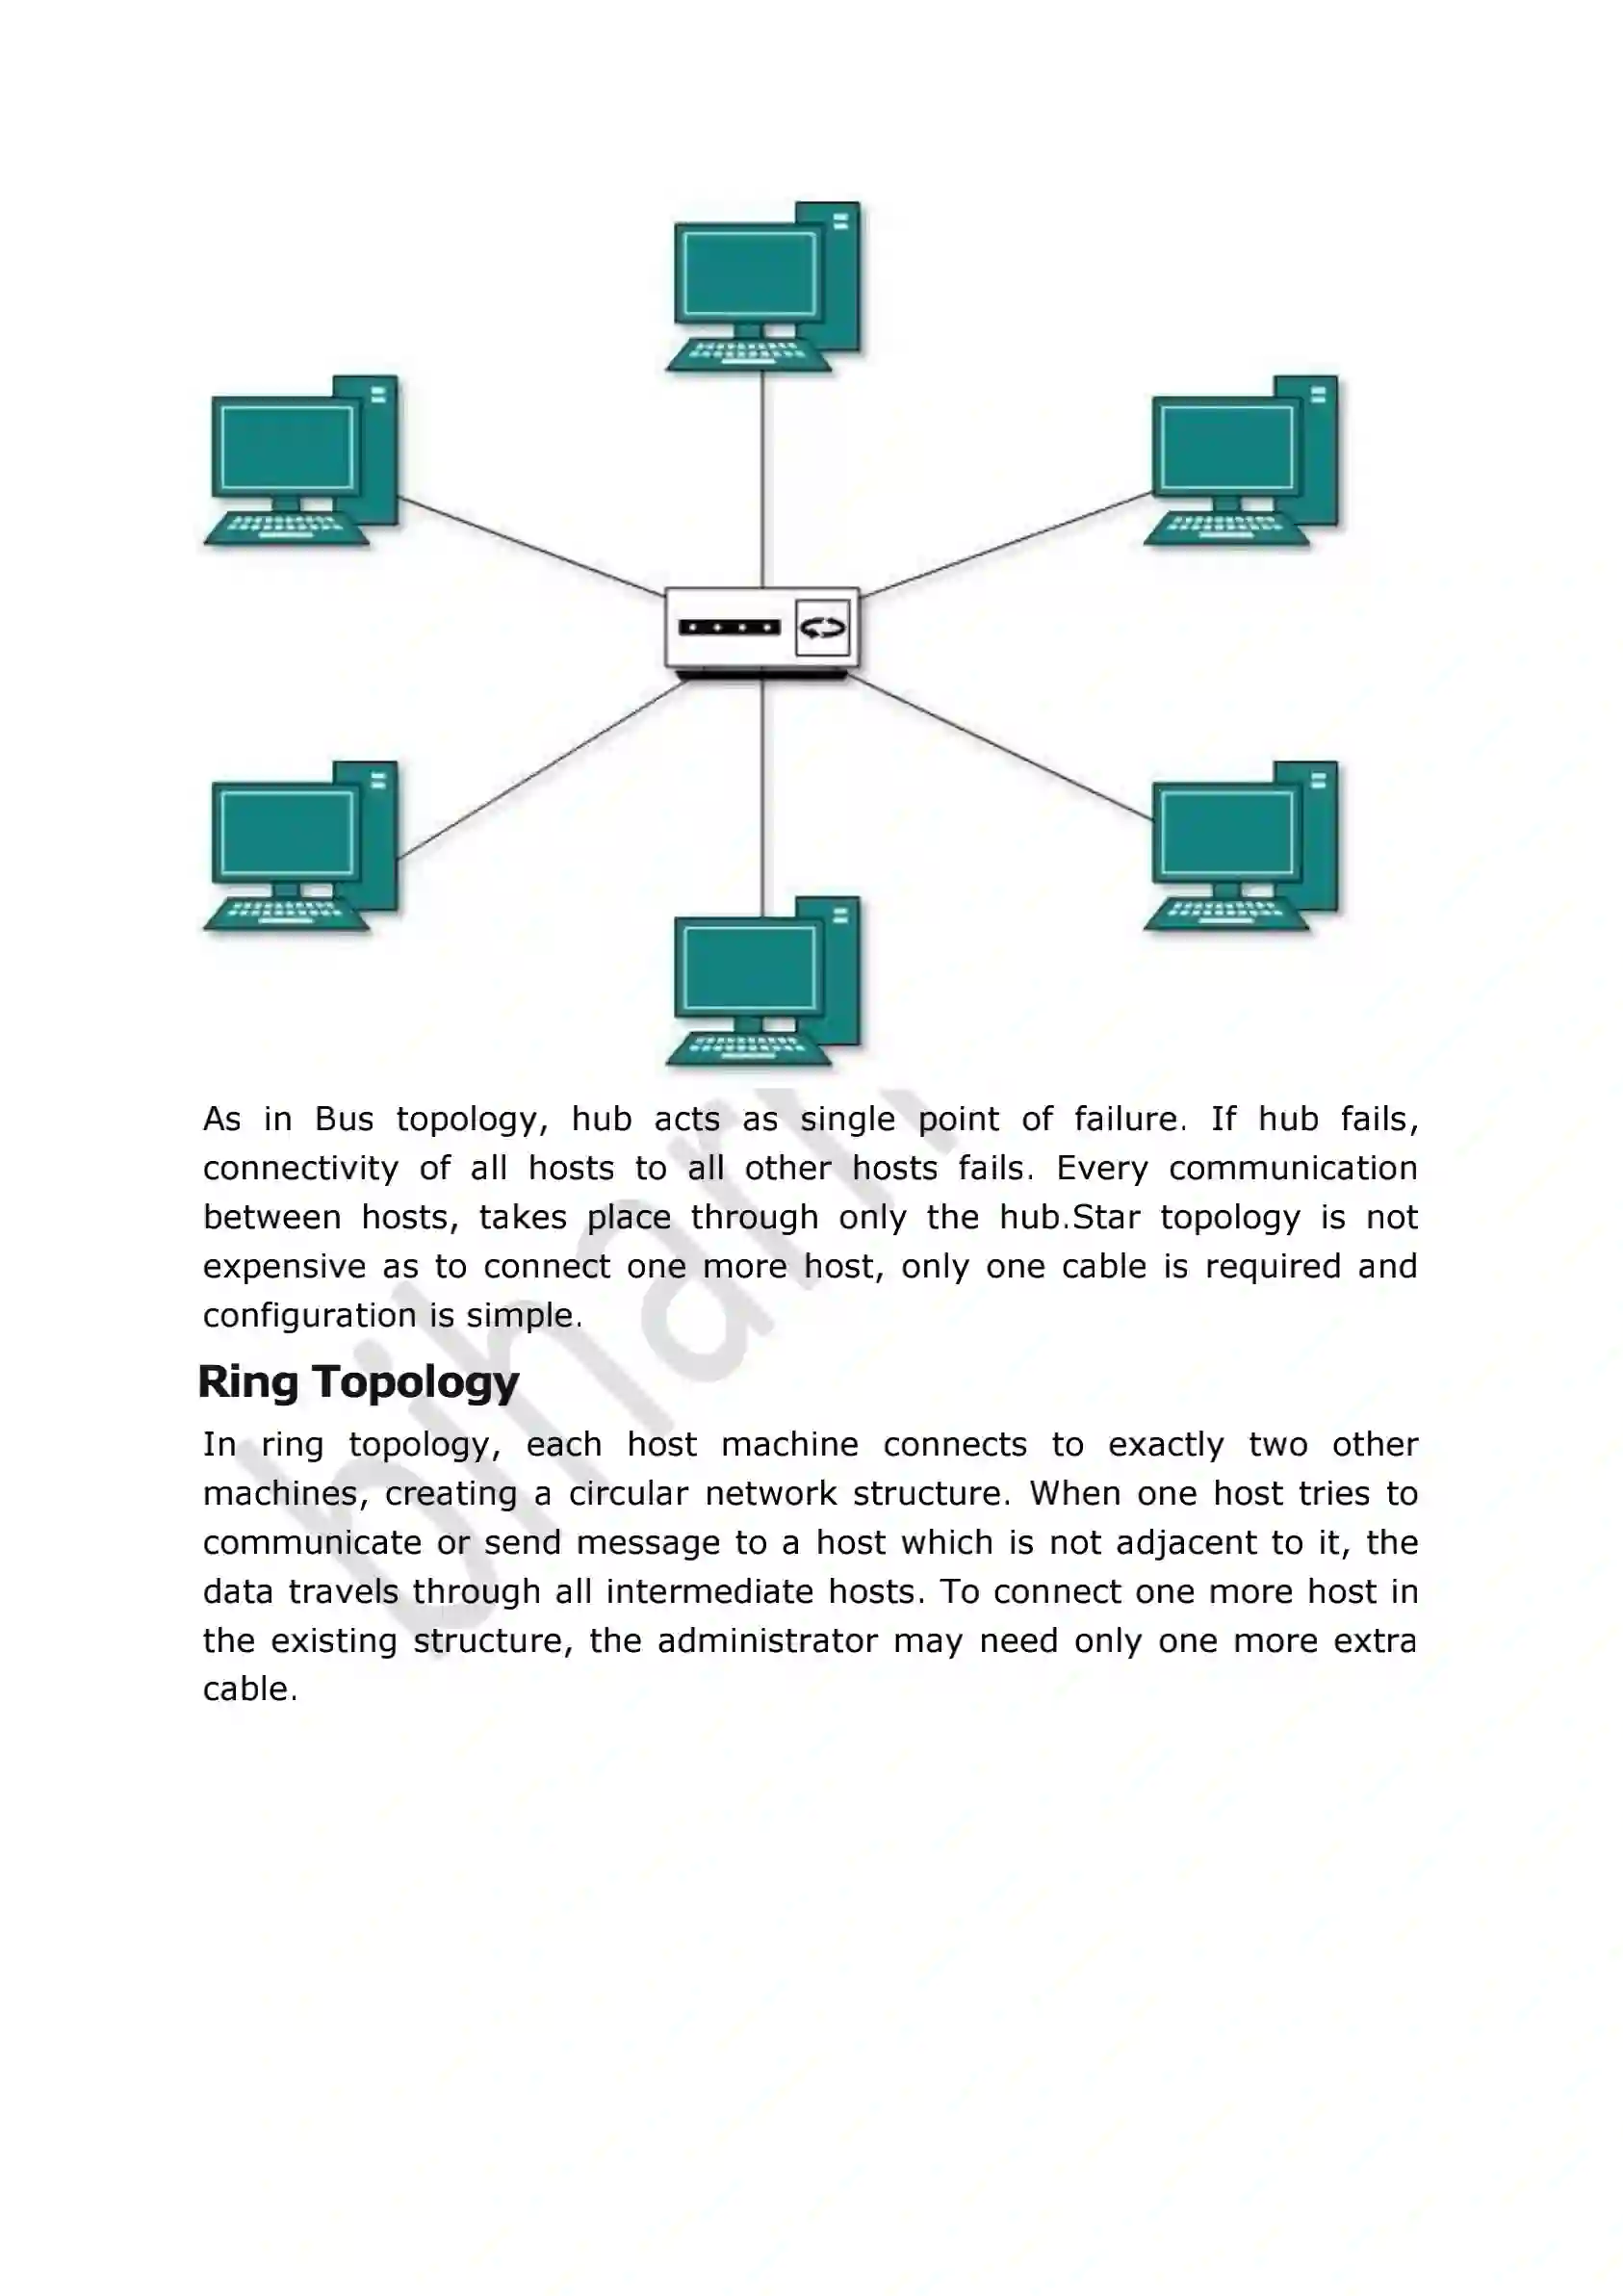 As in Bus topology, hub acts as single point of failure. If hub fails,
connectivity of all hosts to all other hosts fails. Every communication
between hosts, takes place through only the hub.Star topology is not
expensive as to connect one more host, only one cable is required and
configuration is simple.
Ring Topology
In ring topology, each host machine connects to exactly two other
machines, creating a circular network structure. When one host tries to
communicate or send message to a host which is not adjacent to it, the
data travels through all intermediate hosts. To connect one more host in
the existing structure, the administrator may need only one more extra
cable.